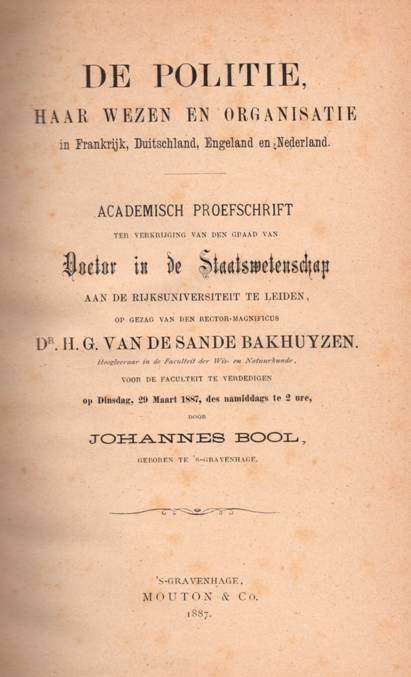 DE POLITIE,
HAAR WEZEN EN ORGANISATIE
in Frankrijk, Duitschland, Engeland en Nederland.
ACADEMISCH PROEFSCHRIFT
TER VERKRIJGING VAN DEN GRAAD VAN
Doctor in de Staatswetenschap
AAN DE RIJKSUNIVERSITEIT TE LEIDEN,
OP GEZAG VAN DEN RECTOR-MAGNIFICUS
DR. H. G. VAN DE SANDE BAKHUYZEN.
Hoogleeraar in de Faculteit der Wis- en Natuurkunde,
VOOR DE FACULTEIT TE VERDEDIGEN
op Dinsdag, 29 Maart 1887, des namiddags te 2 ure,
DOOR
JOHANNES BOOL,
GEBOREN TE 'S-GRAVENHAGE.
'S-GRAVENHAGE,
MOUTON & Co.
1887.